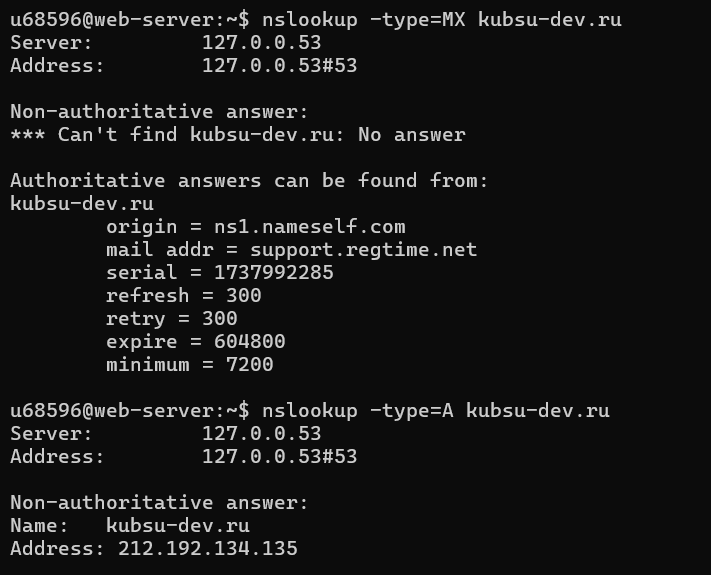 u68596@web-server:~$ nslookup -type=MX kubsu-dev.ru
Server:         127.0.0.53
Address:        127.0.0.53#53

Non-authoritative answer:
*** Can't find kubsu-dev.ru: No answer

Authoritative answers can be found from:
kubsu-dev.ru
        origin = ns1.nameself.com
        mail addr = support.regtime.net
        serial = 1737992285
        refresh = 300
        retry = 300
        expire = 604800
        minimum = 7200

u68596@web-server:~$ nslookup -type=A kubsu-dev.ru
Server:         127.0.0.53
Address:        127.0.0.53#53

Non-authoritative answer:
Name:   kubsu-dev.ru
Address: 212.192.134.135